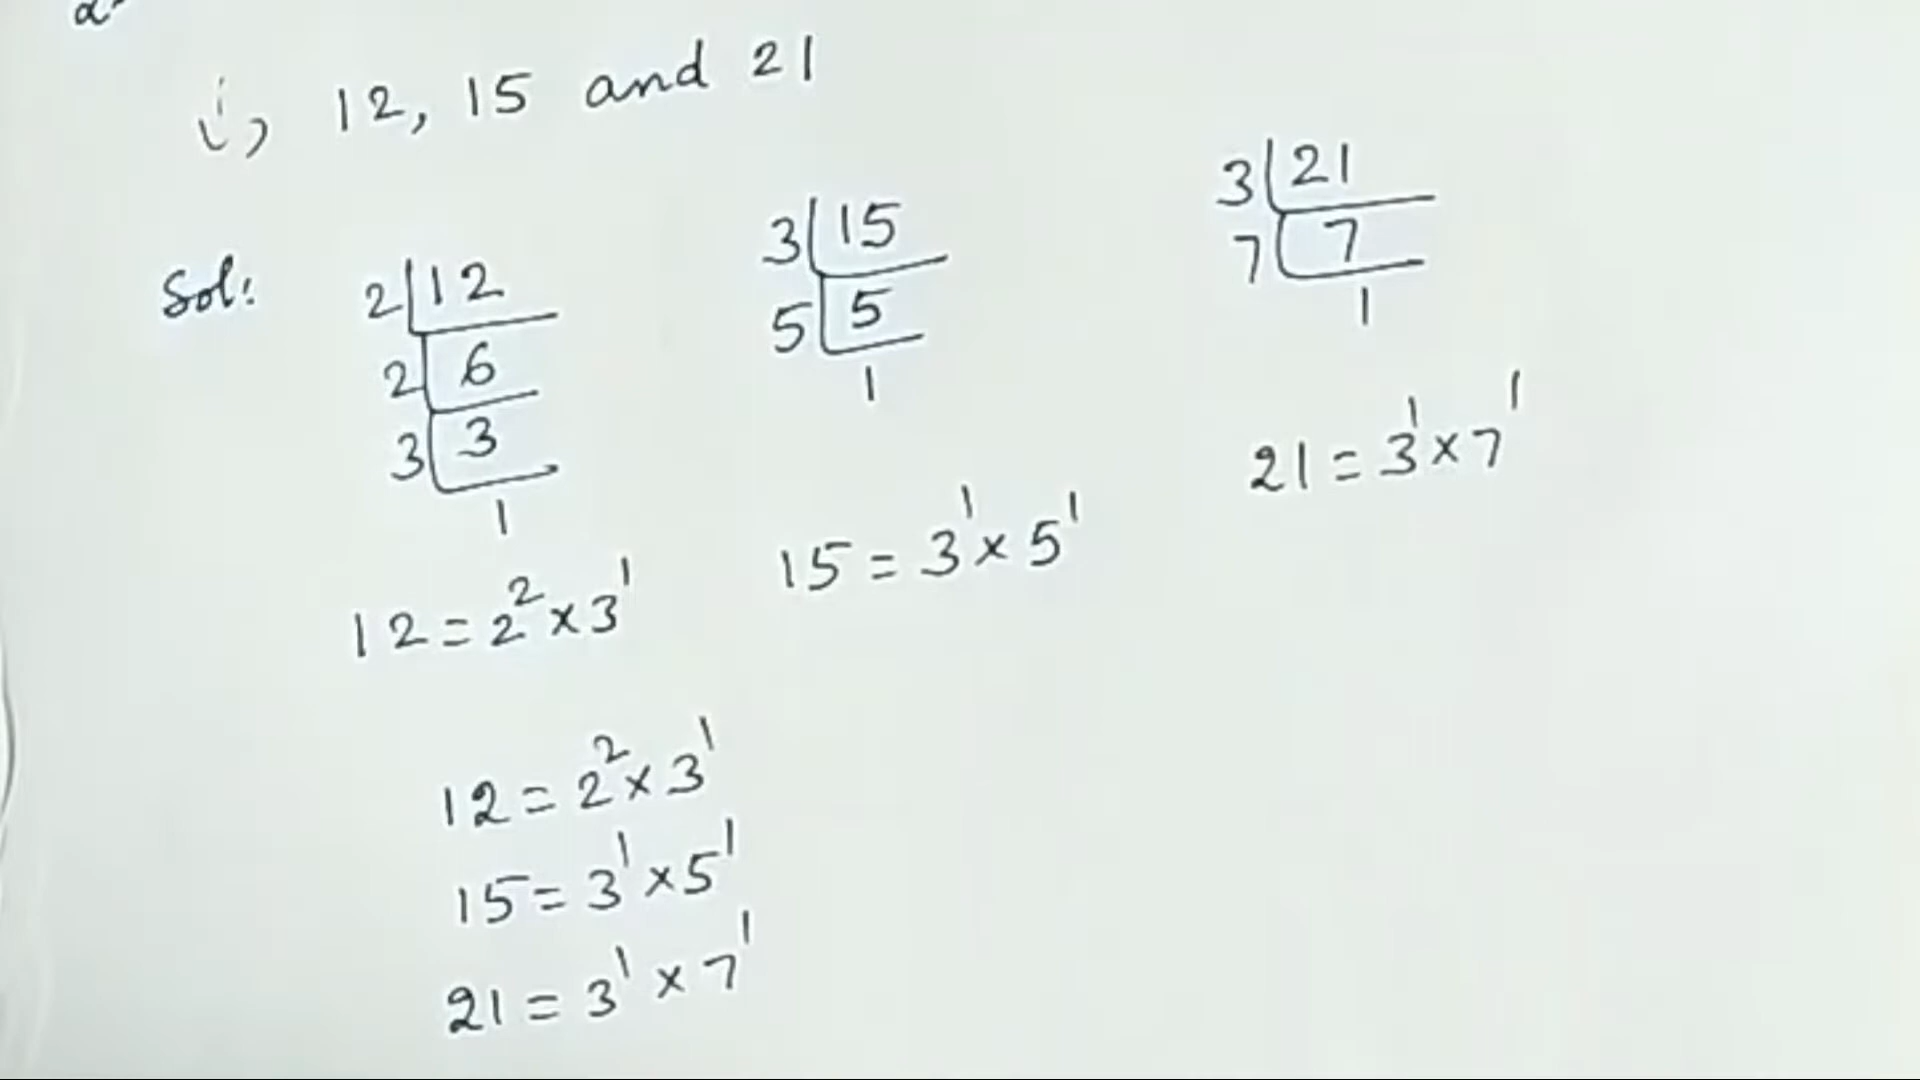 i, 12, 15 and 21
Sol:
2 | 12
2 | 6
3 | 3
1
12 = 2² × 3¹
3 | 15
5 | 5
1
15 = 3¹ × 5¹
3 | 21
7 | 7
1
21 = 3¹ × 7¹
12 = 2² × 3¹
15 = 3¹ × 5¹
21 = 3¹ × 7¹